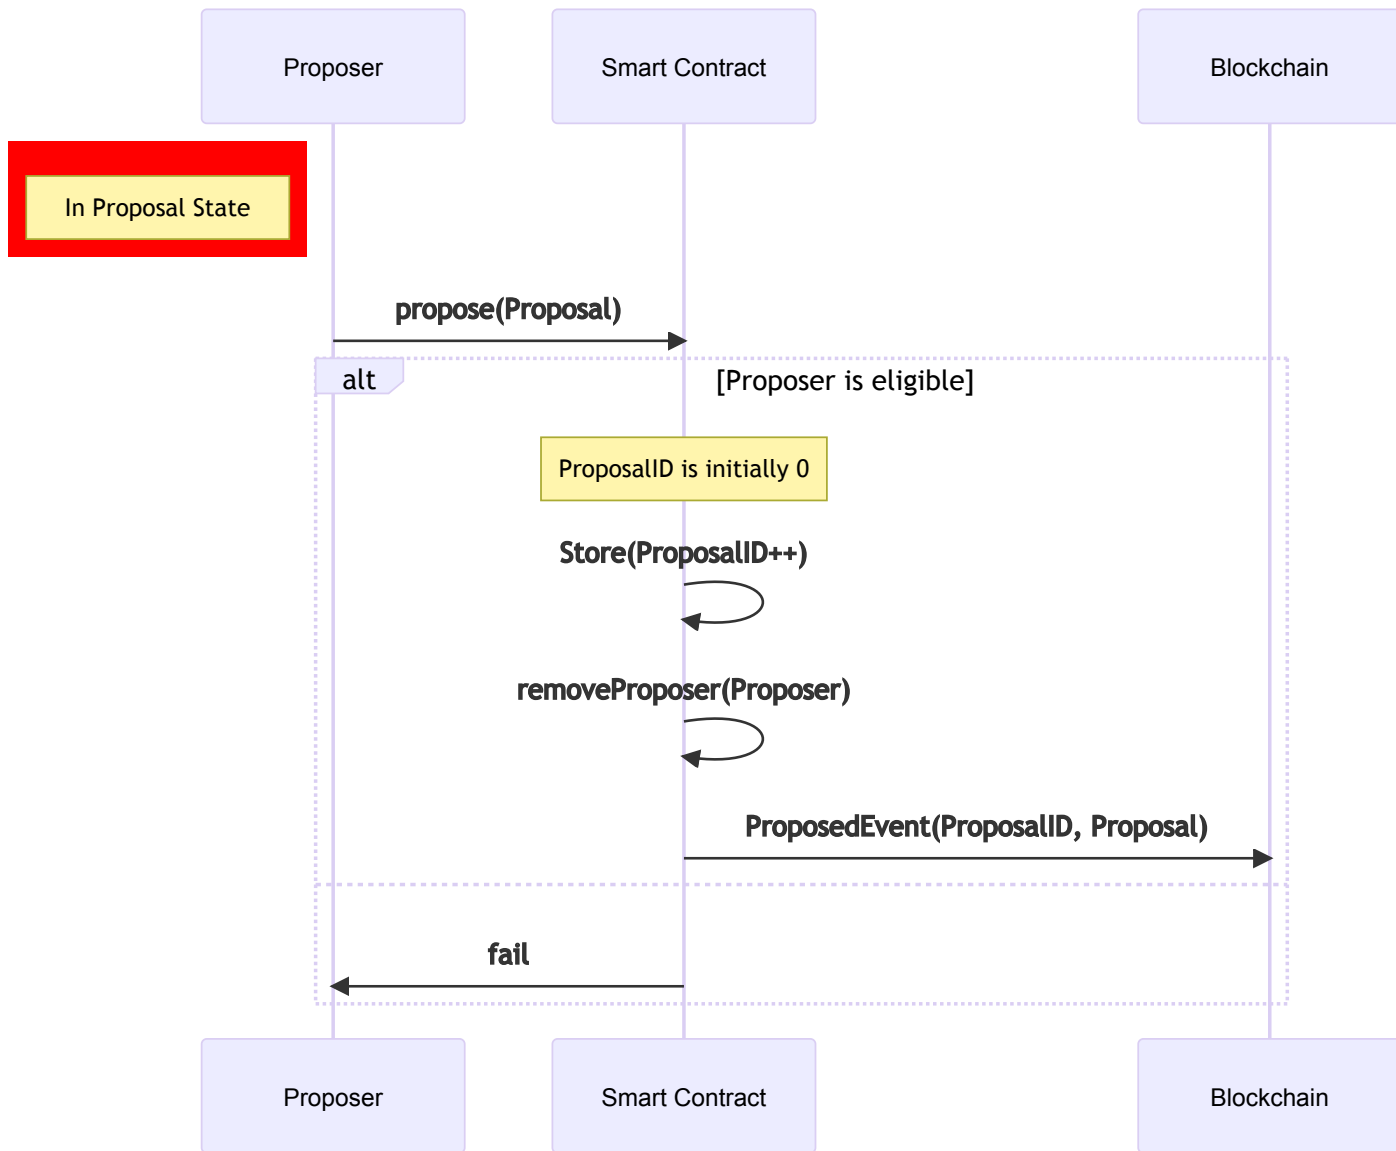 Proposer
Smart Contract
Blockchain
In Proposal State
propose(Proposal)
alt
[Proposer is eligible]
ProposalID is initially 0
Store(ProposalID++)
removeProposer(Proposer)
ProposedEvent(ProposalID, Proposal)
fail
Proposer
Smart Contract
Blockchain